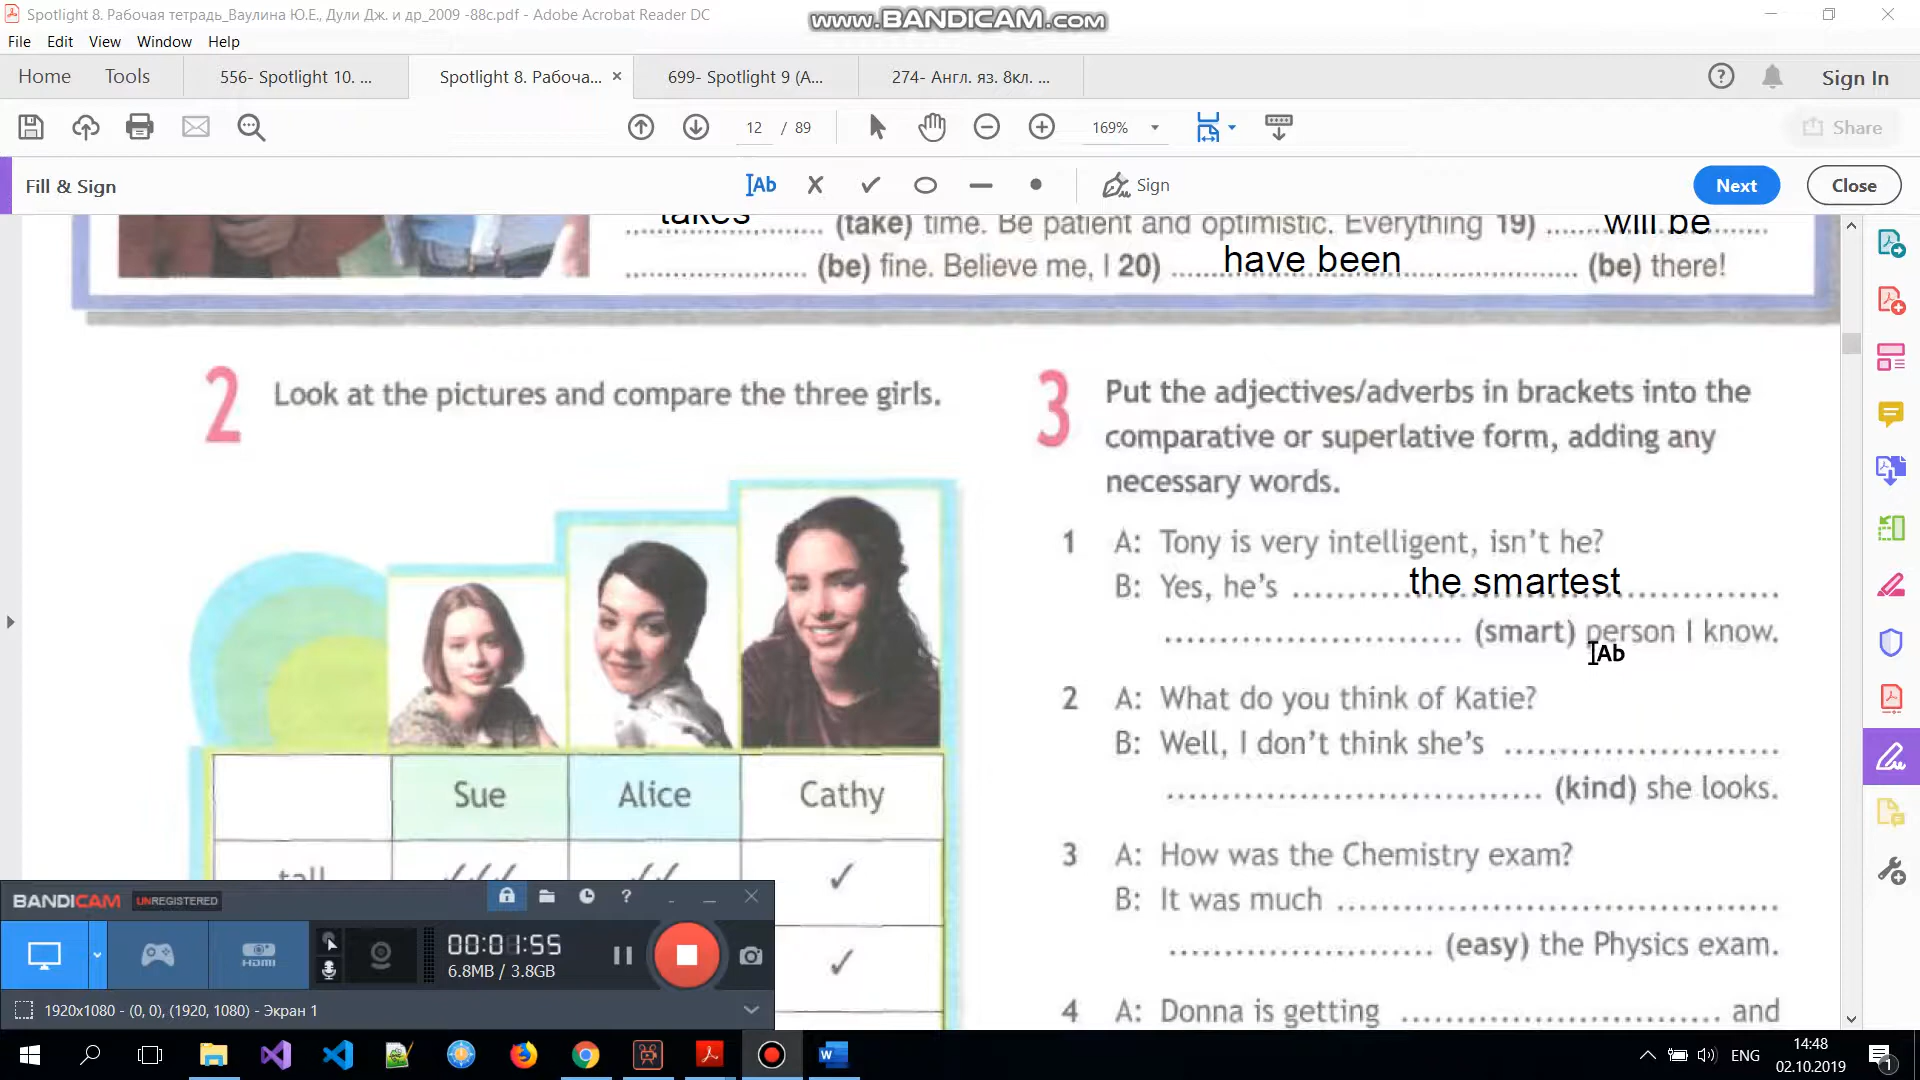 Spotlight 8. Рабочая тетрадь_Ваулина Ю.Е., Дули Дж. и др_2009 -88с.pdf - Adobe Acrobat Reader DC
www.BANDICAM.com
File Edit View Window Help
Home Tools 556- Spotlight 10. ... Spotlight 8. Рабоча... × 699- Spotlight 9 (A... 274- Англ. яз. 8кл. ... Sign In
12 / 89 169% Share
Fill & Sign Ab Sign Next Close
takes (take) time. Be patient and optimistic. Everything 19) will be
(be) fine. Believe me, I 20) have been (be) there!
2 Look at the pictures and compare the three girls.
Sue Alice Cathy
tall
3 Put the adjectives/adverbs in brackets into the
comparative or superlative form, adding any
necessary words.
1 A: Tony is very intelligent, isn't he?
B: Yes, he's the smartest
(smart) person I know.
Ab
2 A: What do you think of Katie?
B: Well, I don't think she's
(kind) she looks.
3 A: How was the Chemistry exam?
B: It was much
(easy) the Physics exam.
4 A: Donna is getting and
BANDICAM UNREGISTERED
HDMI 00:01:55
6.8MB / 3.8GB
1920x1080 - (0, 0), (1920, 1080) - Экран 1
ENG 14:48
02.10.2019
1